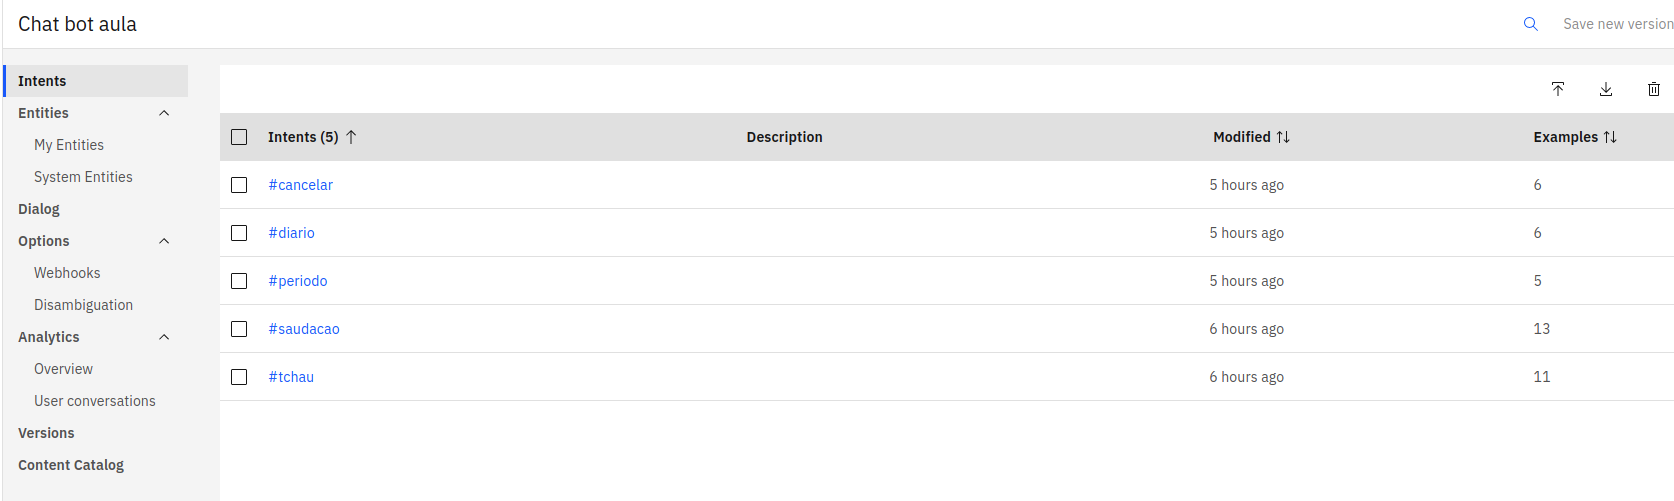 Chat bot aula
Save new version
Intents
Entities
My Entities
System Entities
Dialog
Options
Webhooks
Disambiguation
Analytics
Overview
User conversations
Versions
Content Catalog
Intents (5) Description Modified Examples
#cancelar 5 hours ago 6
#diario 5 hours ago 6
#periodo 5 hours ago 5
#saudacao 6 hours ago 13
#tchau 6 hours ago 11